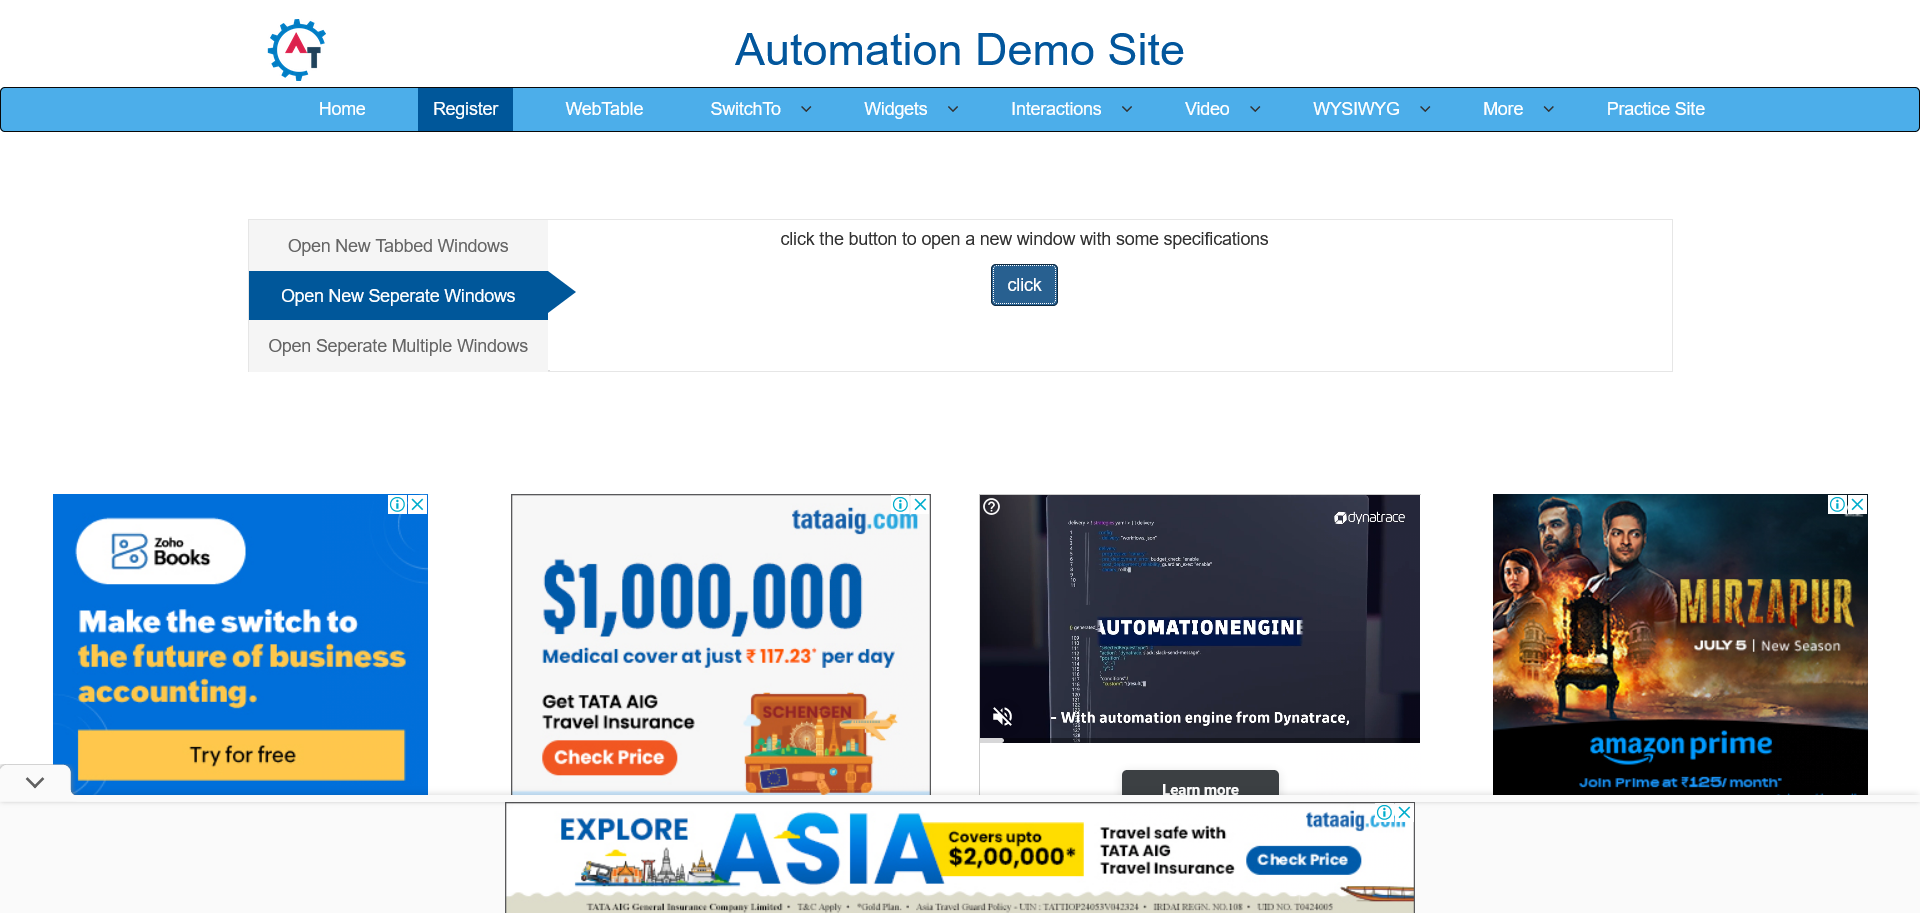 AT
Automation Demo Site
Home Register WebTable SwitchTo Widgets Interactions Video WYSIWYG More Practice Site
Open New Tabbed Windows
Open New Seperate Windows
Open Seperate Multiple Windows
click the button to open a new window with some specifications
click
Zoho
Books
Make the switch to
the future of business
accounting.
Try for free
tataaig.com
$1,000,000
Medical cover at just ₹ 117.23* per day
Get TATA AIG
Travel Insurance
Check Price
SCHENGEN
dynatrace
AUTOMATIONENGINE
- With automation engine from Dynatrace,
Learn more
MIRZAPUR
JULY 5 | New Season
amazon prime
Join Prime at ₹125/ month*
EXPLORE ASIA
Covers upto
$2,00,000*
Travel safe with
TATA AIG
Travel Insurance
tataaig.com
Check Price
TATA AIG General Insurance Company Limited • T&C Apply • *Gold Plan. • Asia Travel Guard Policy - UIN : TATTIOP24053V042324 • IRDAI REGN. NO.108 • UID NO. T0424005